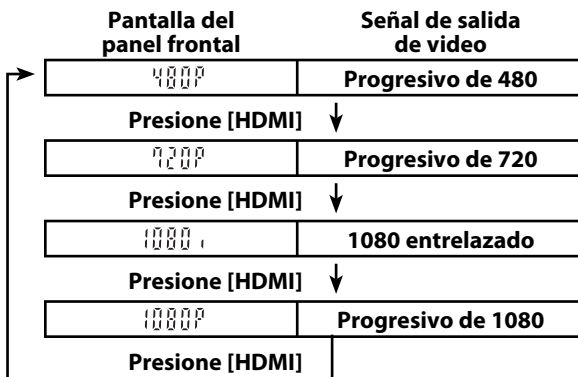 Pantalla del Señal de salida
panel frontal de video
480P Progresivo de 480
Presione [HDMI]
720P Progresivo de 720
Presione [HDMI]
1080i 1080 entrelazado
Presione [HDMI]
1080P Progresivo de 1080
Presione [HDMI]